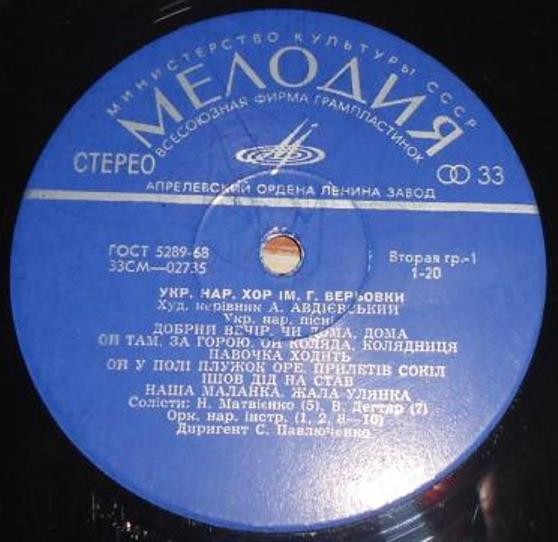 МИНИСТЕРСТВО КУЛЬТУРЫ СССР
МЕЛОДИЯ
ВСЕСОЮЗНАЯ ФИРМА ГРАМПЛАСТИНОК
СТЕРЕО
33
АПРЕЛЕВСКИЙ ОРДЕНА ЛЕНИНА ЗАВОД
ГОСТ 5289-68
33СМ—02735
Вторая гр.-1
1-20
УКР. НАР. ХОР ІМ. Г. ВЕРЬОВКИ
Худ. керівник А. АВДІЄВСЬКИЙ
Укр. нар. пісні
ДОБРИЙ ВЕЧІР. ЧИ ДОМА, ДОМА
ОЙ ТАМ, ЗА ГОРОЮ. ОЙ КОЛЯДА, КОЛЯДНИЦЯ
ПАВОЧКА ХОДИТЬ
ОЙ У ПОЛІ ПЛУЖОК ОРЕ. ПРИЛЕТІВ СОКІЛ
ІШОВ ДІД НА СТАВ
НАША МАЛАНКА. ЖАЛА УЛЯНКА
Солісти: Н. Матвієнко (5), В. Дегтяр (7)
Орк. нар. інстр. (1, 2, 8—10)
Диригент С. Павлюченко